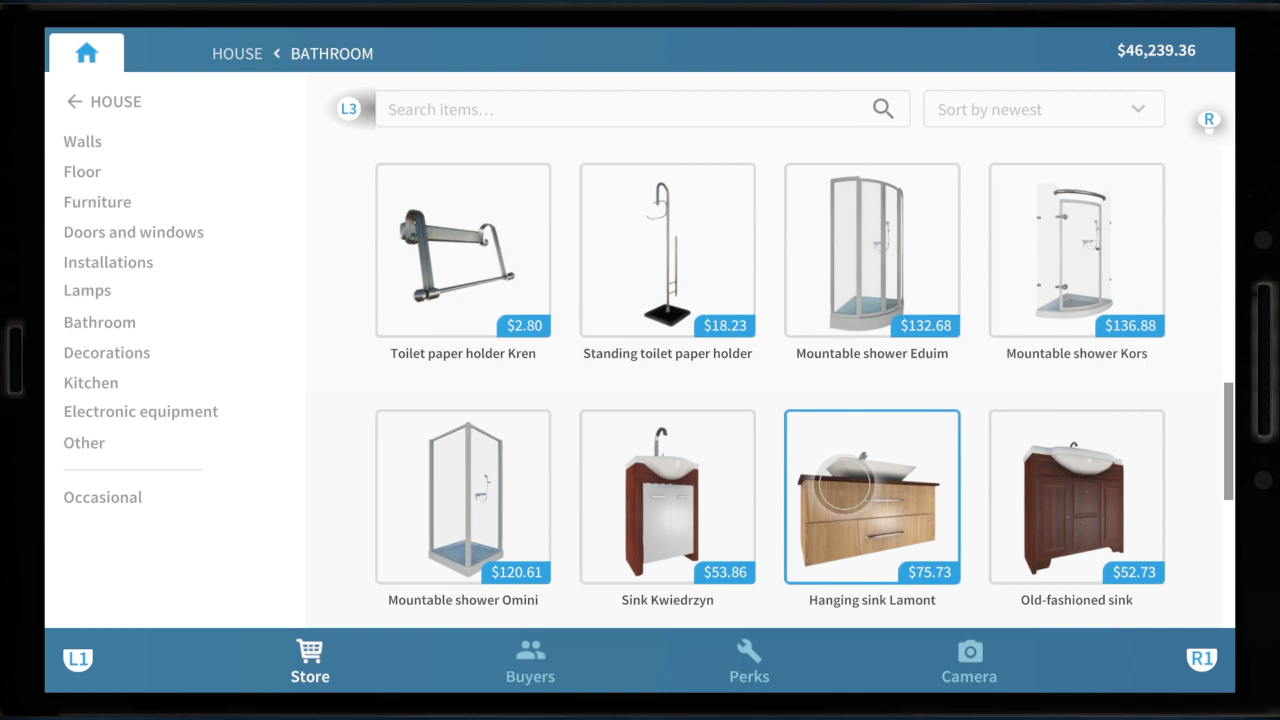 HOUSE < BATHROOM
$46,239.36
← HOUSE
Walls
Floor
Furniture
Doors and windows
Installations
Lamps
Bathroom
Decorations
Kitchen
Electronic equipment
Other
Occasional
L3
Search items...
Sort by newest
R
$2.80
$18.23
$132.68
$136.88
Toilet paper holder Kren
Standing toilet paper holder
Mountable shower Eduim
Mountable shower Kors
$120.61
$53.86
$75.73
$52.73
Mountable shower Omini
Sink Kwiedrzyn
Hanging sink Lamont
Old-fashioned sink
L1
Store
Buyers
Perks
Camera
R1